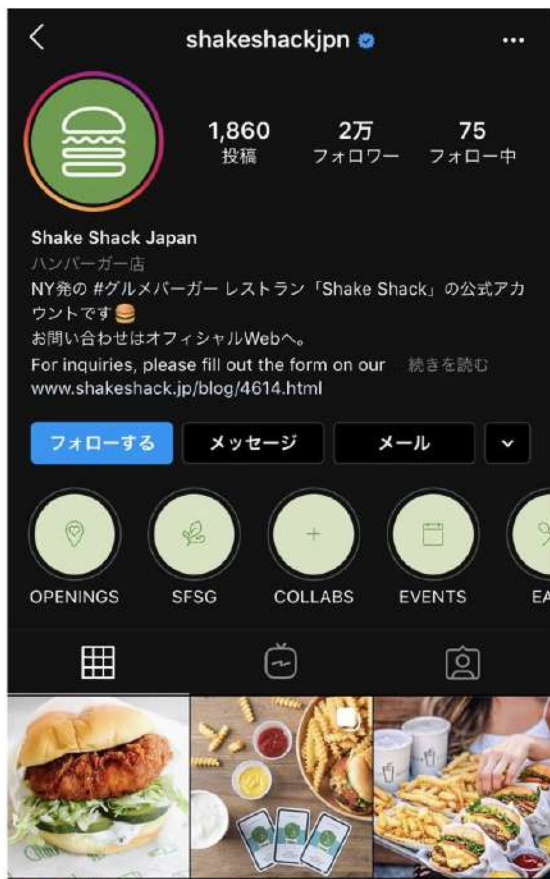 shakeshackjpn
1,860 2万 75
投稿 フォロワー フォロー中
Shake Shack Japan
ハンバーガー店
NY発の #グルメバーガー レストラン「Shake Shack」の公式アカ
ウントです
お問い合わせはオフィシャルWebへ。
For inquiries, please fill out the form on our 続きを読む
www.shakeshack.jp/blog/4614.html
フォローする メッセージ メール
OPENINGS SFSG COLLABS EVENTS EA